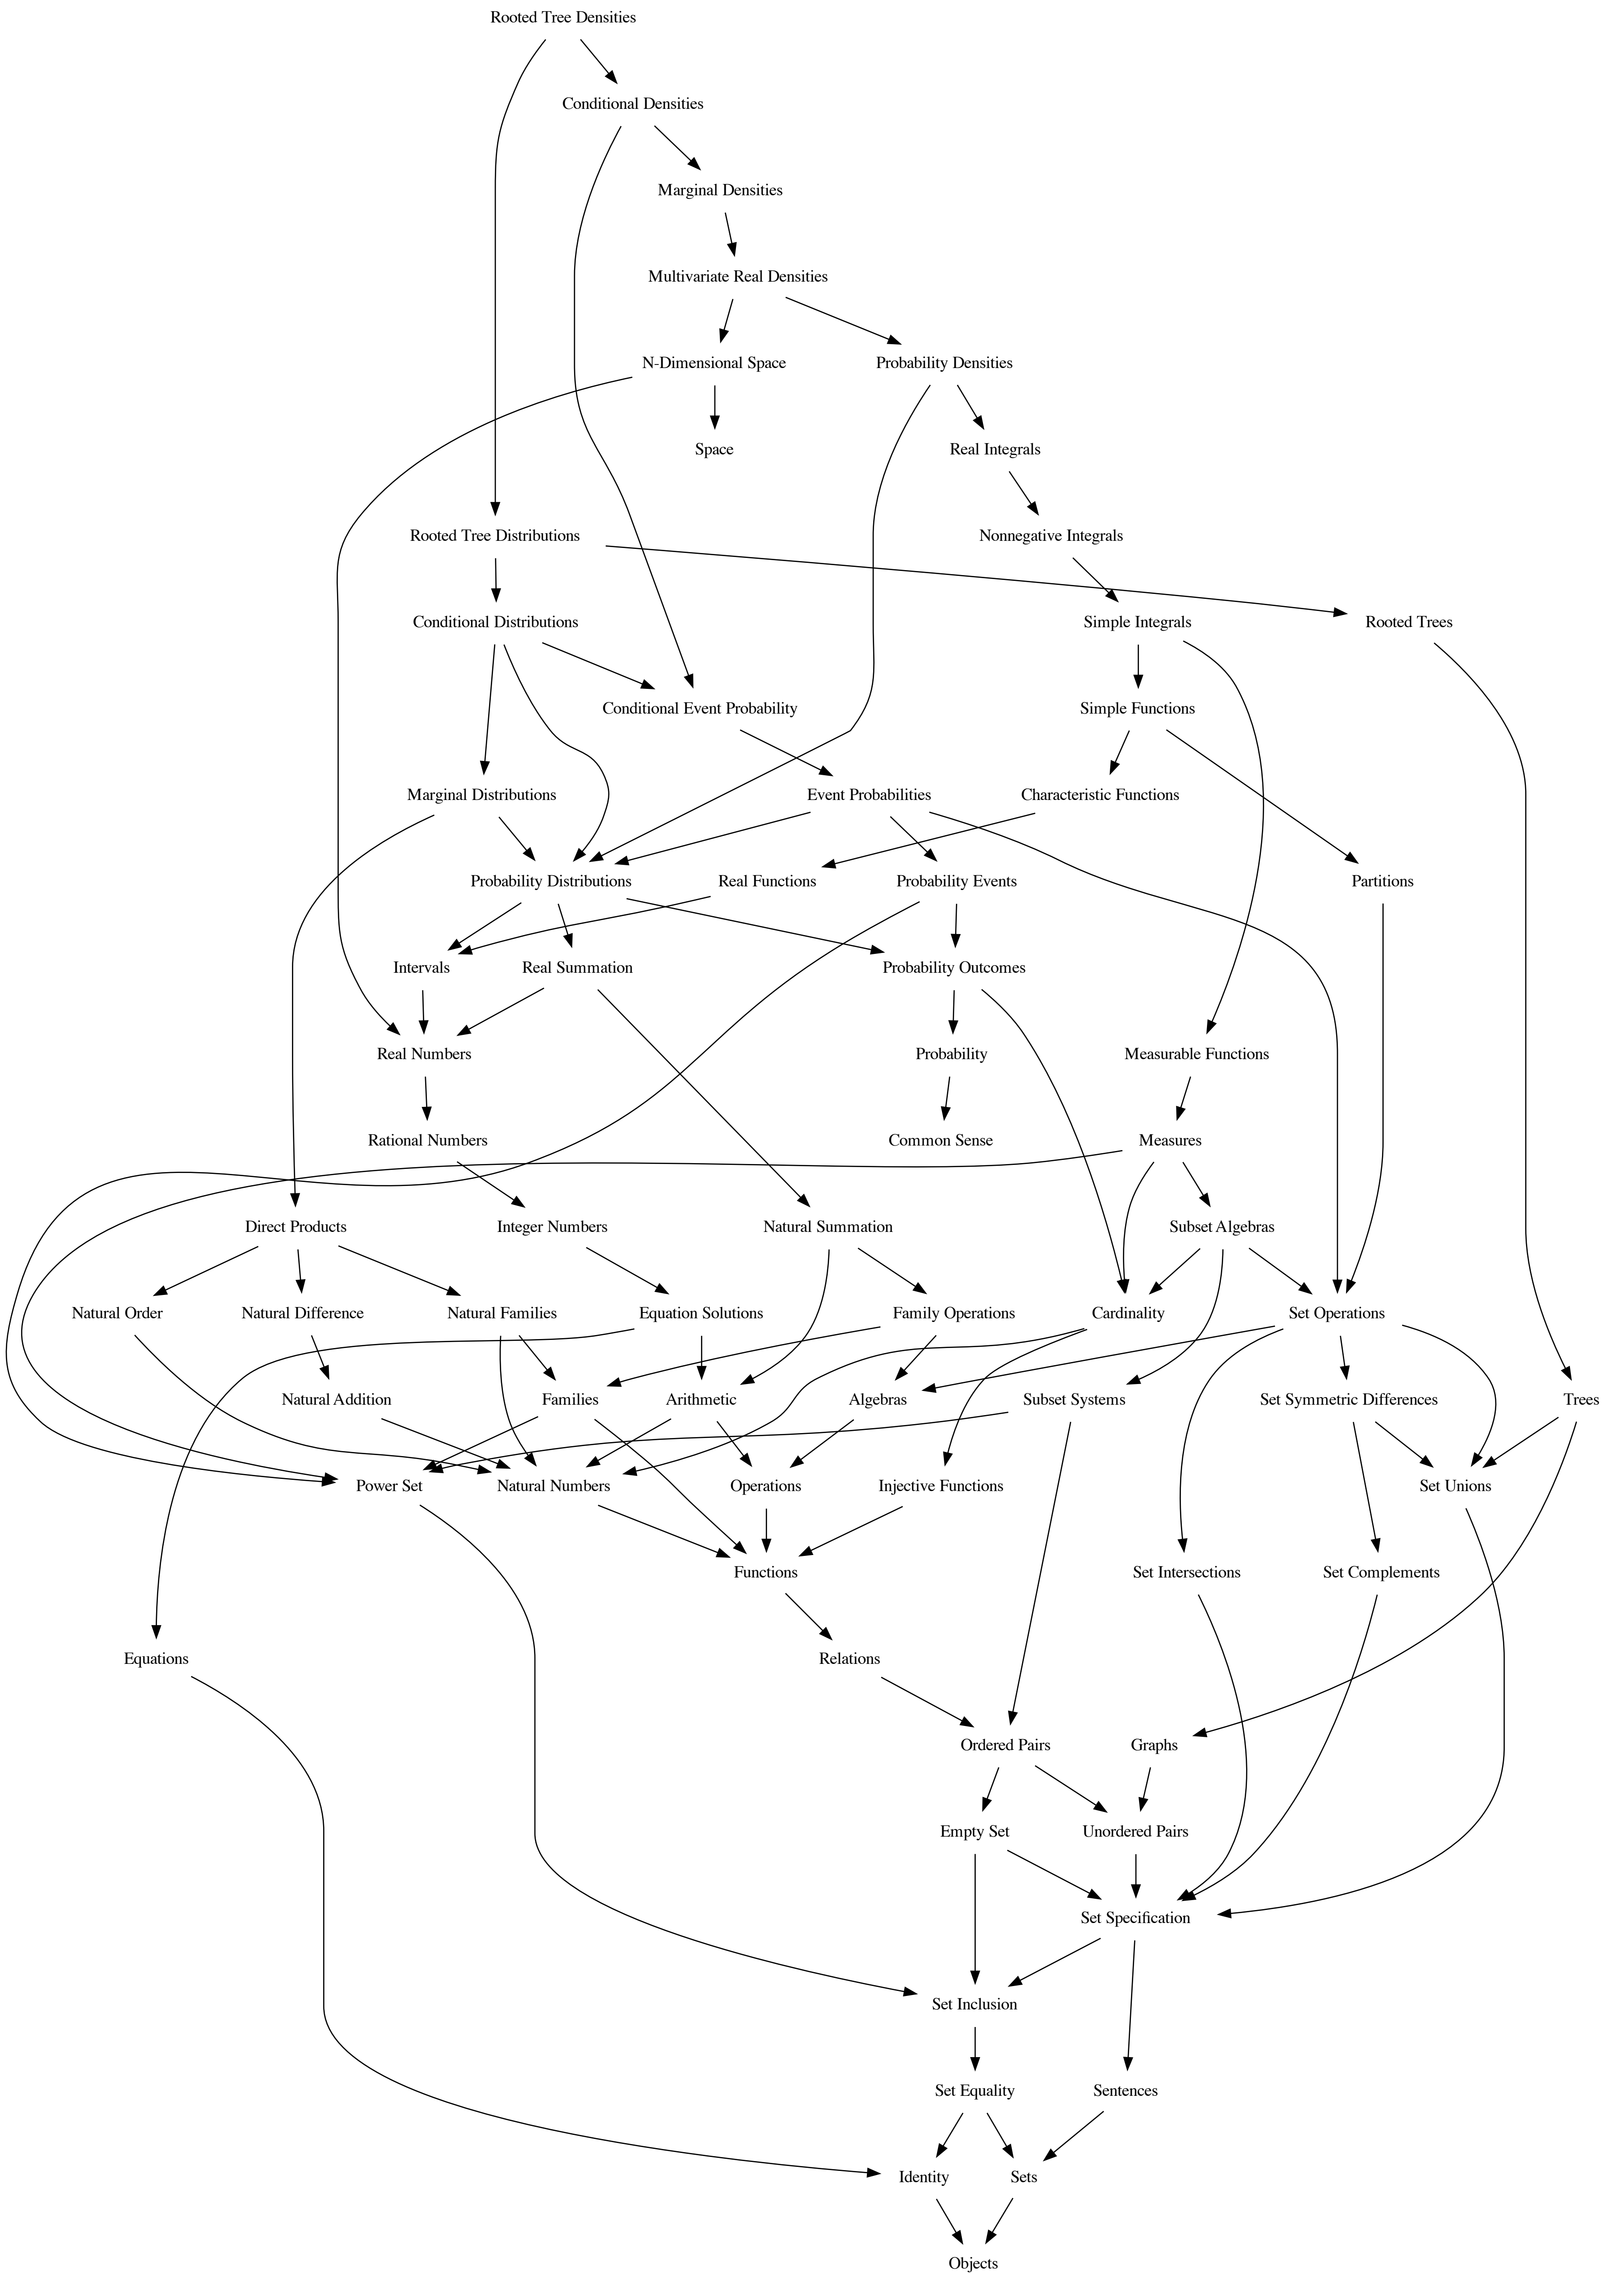 Rooted Tree Densities
Conditional Densities
Marginal Densities
Multivariate Real Densities
N-Dimensional Space
Probability Densities
Space
Real Integrals
Rooted Tree Distributions
Nonnegative Integrals
Conditional Distributions
Simple Integrals
Rooted Trees
Conditional Event Probability
Simple Functions
Marginal Distributions
Event Probabilities
Characteristic Functions
Probability Distributions
Real Functions
Probability Events
Partitions
Intervals
Real Summation
Probability Outcomes
Real Numbers
Probability
Measurable Functions
Rational Numbers
Common Sense
Measures
Direct Products
Integer Numbers
Natural Summation
Subset Algebras
Natural Order
Natural Difference
Natural Families
Equation Solutions
Family Operations
Cardinality
Set Operations
Natural Addition
Families
Arithmetic
Algebras
Subset Systems
Set Symmetric Differences
Trees
Power Set
Natural Numbers
Operations
Injective Functions
Set Unions
Functions
Set Intersections
Set Complements
Equations
Relations
Ordered Pairs
Graphs
Empty Set
Unordered Pairs
Set Specification
Set Inclusion
Set Equality
Sentences
Identity
Sets
Objects